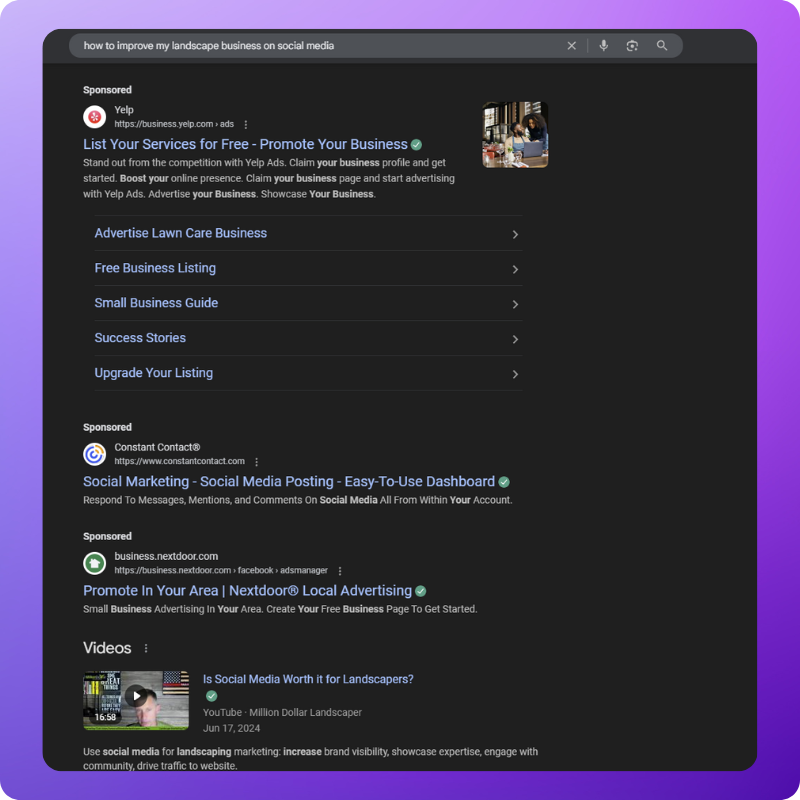 how to improve my landscape business on social media
Sponsored
Yelp
https://business.yelp.com › ads
List Your Services for Free - Promote Your Business
Stand out from the competition with Yelp Ads. Claim your business profile and get
started. Boost your online presence. Claim your business page and start advertising
with Yelp Ads. Advertise your Business. Showcase Your Business.
Advertise Lawn Care Business
Free Business Listing
Small Business Guide
Success Stories
Upgrade Your Listing
Sponsored
Constant Contact®
https://www.constantcontact.com
Social Marketing - Social Media Posting - Easy-To-Use Dashboard
Respond To Messages, Mentions, and Comments On Social Media All From Within Your Account.
Sponsored
business.nextdoor.com
https://business.nextdoor.com › facebook › adsmanager
Promote In Your Area | Nextdoor® Local Advertising
Small Business Advertising In Your Area. Create Your Free Business Page To Get Started.
Videos
16:58
Is Social Media Worth it for Landscapers?
YouTube · Million Dollar Landscaper
Jun 17, 2024
Use social media for landscaping marketing: increase brand visibility, showcase expertise, engage with
community, drive traffic to website.